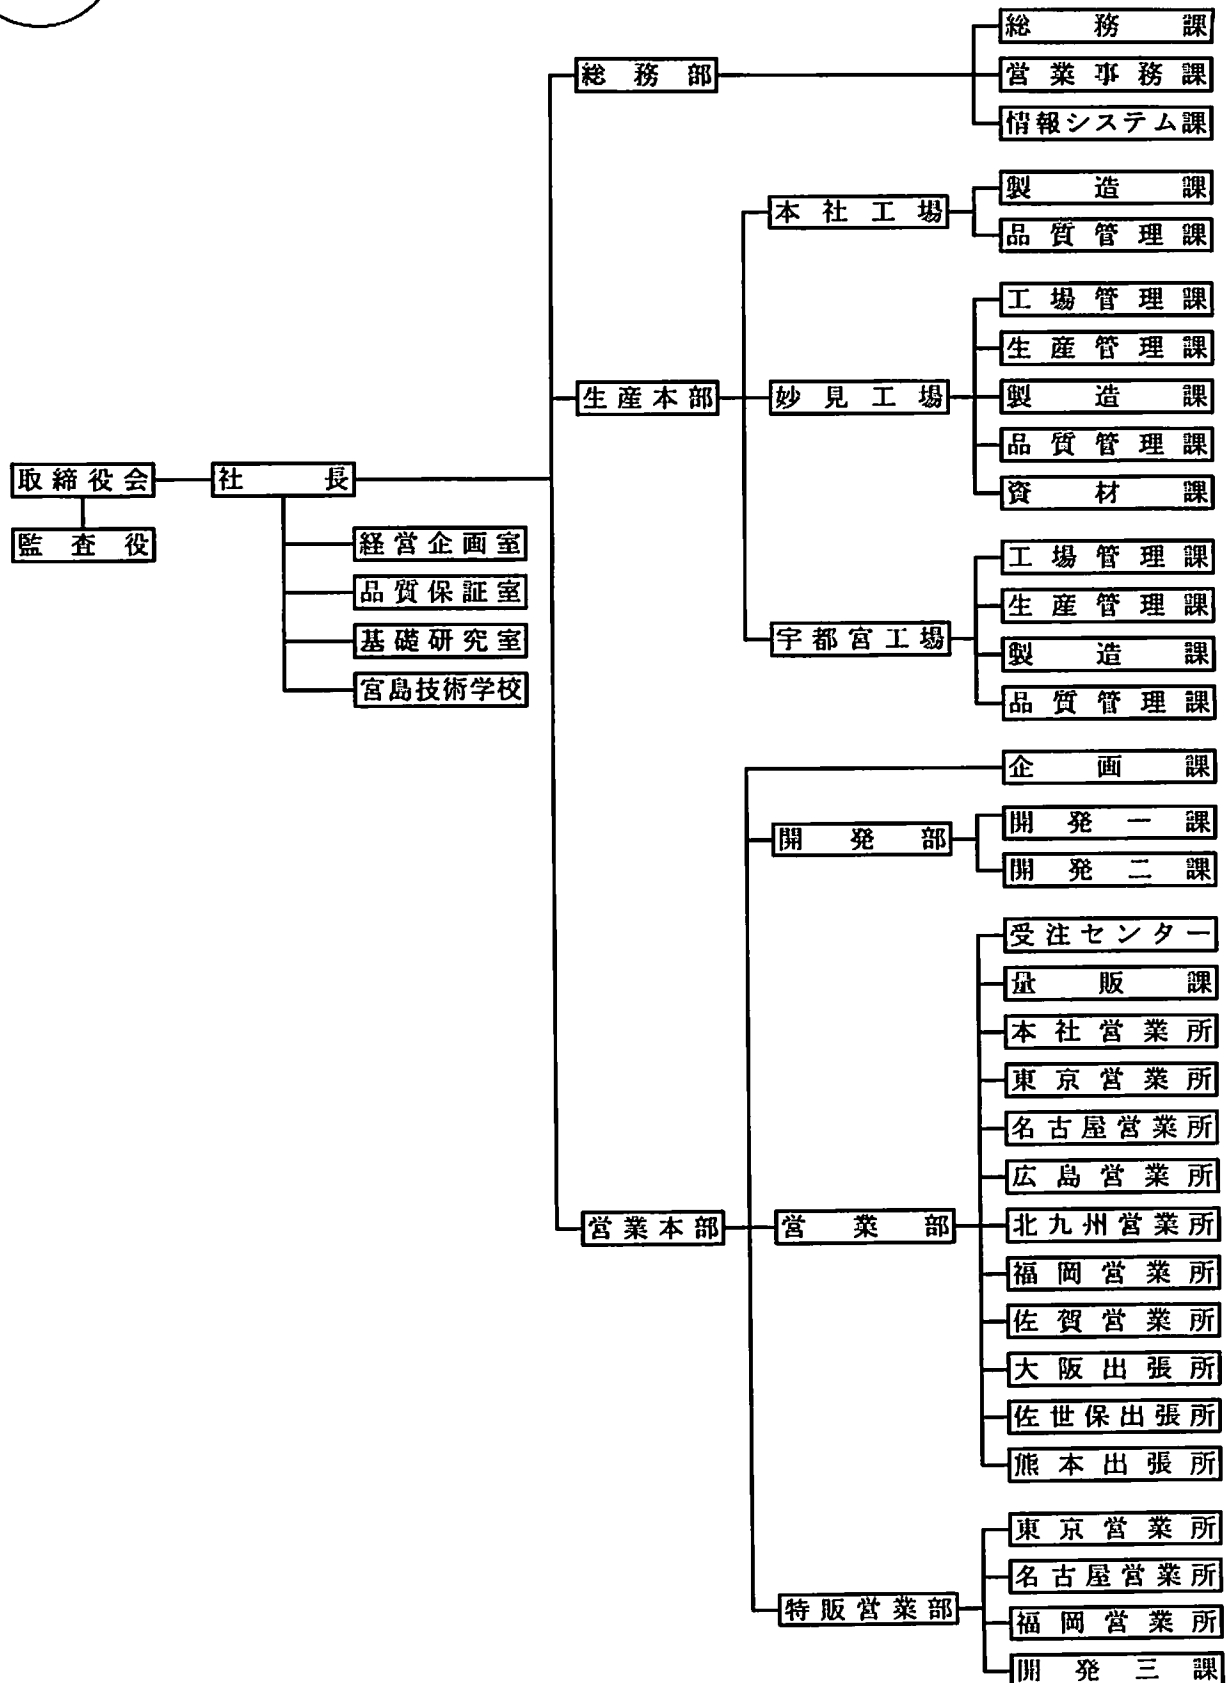 取締役会
監査役
社長
経営企画室
品質保証室
基礎研究室
宮島技術学校
総務部
総務課
営業事務課
情報システム課
生産本部
本社工場
製造課
品質管理課
妙見工場
工場管理課
生産管理課
製造課
品質管理課
資材課
宇都宮工場
工場管理課
生産管理課
製造課
品質管理課
営業本部
企画課
開発部
開発一課
開発二課
営業部
受注センター
量販課
本社営業所
東京営業所
名古屋営業所
広島営業所
北九州営業所
福岡営業所
佐賀営業所
大阪出張所
佐世保出張所
熊本出張所
特販営業部
東京営業所
名古屋営業所
福岡営業所
開発三課